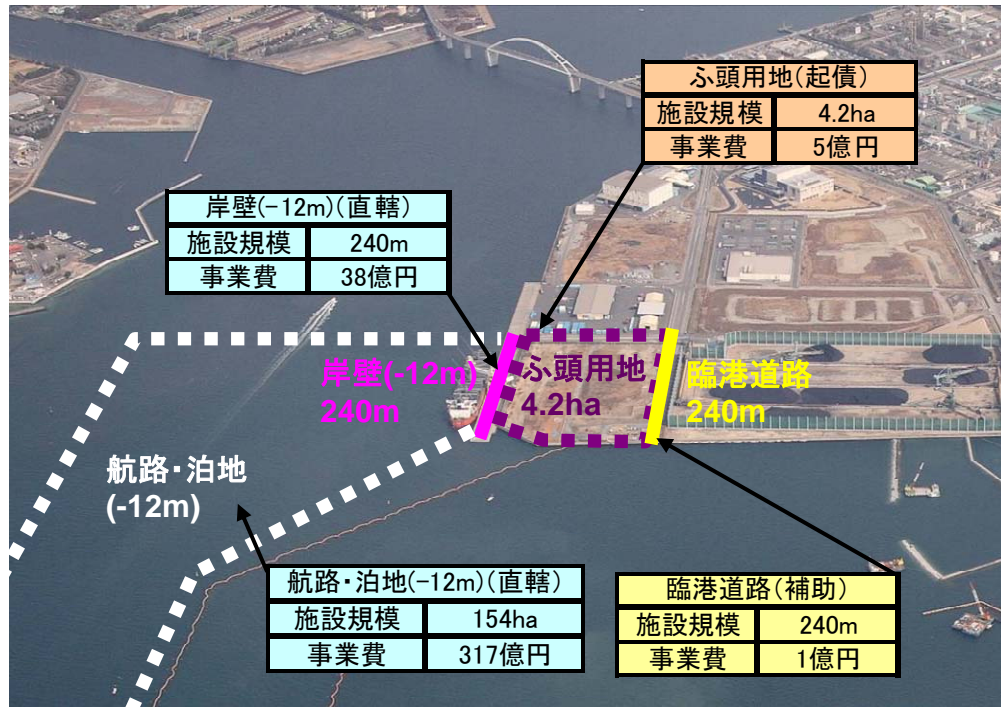 ふ頭用地(起債)
施設規模 4.2ha
事業費 5億円
岸壁(-12m)(直轄)
施設規模 240m
事業費 38億円
岸壁(-12m)
240m
ふ頭用地
4.2ha
臨港道路
240m
航路・泊地
(-12m)
航路・泊地(-12m)(直轄)
施設規模 154ha
事業費 317億円
臨港道路(補助)
施設規模 240m
事業費 1億円